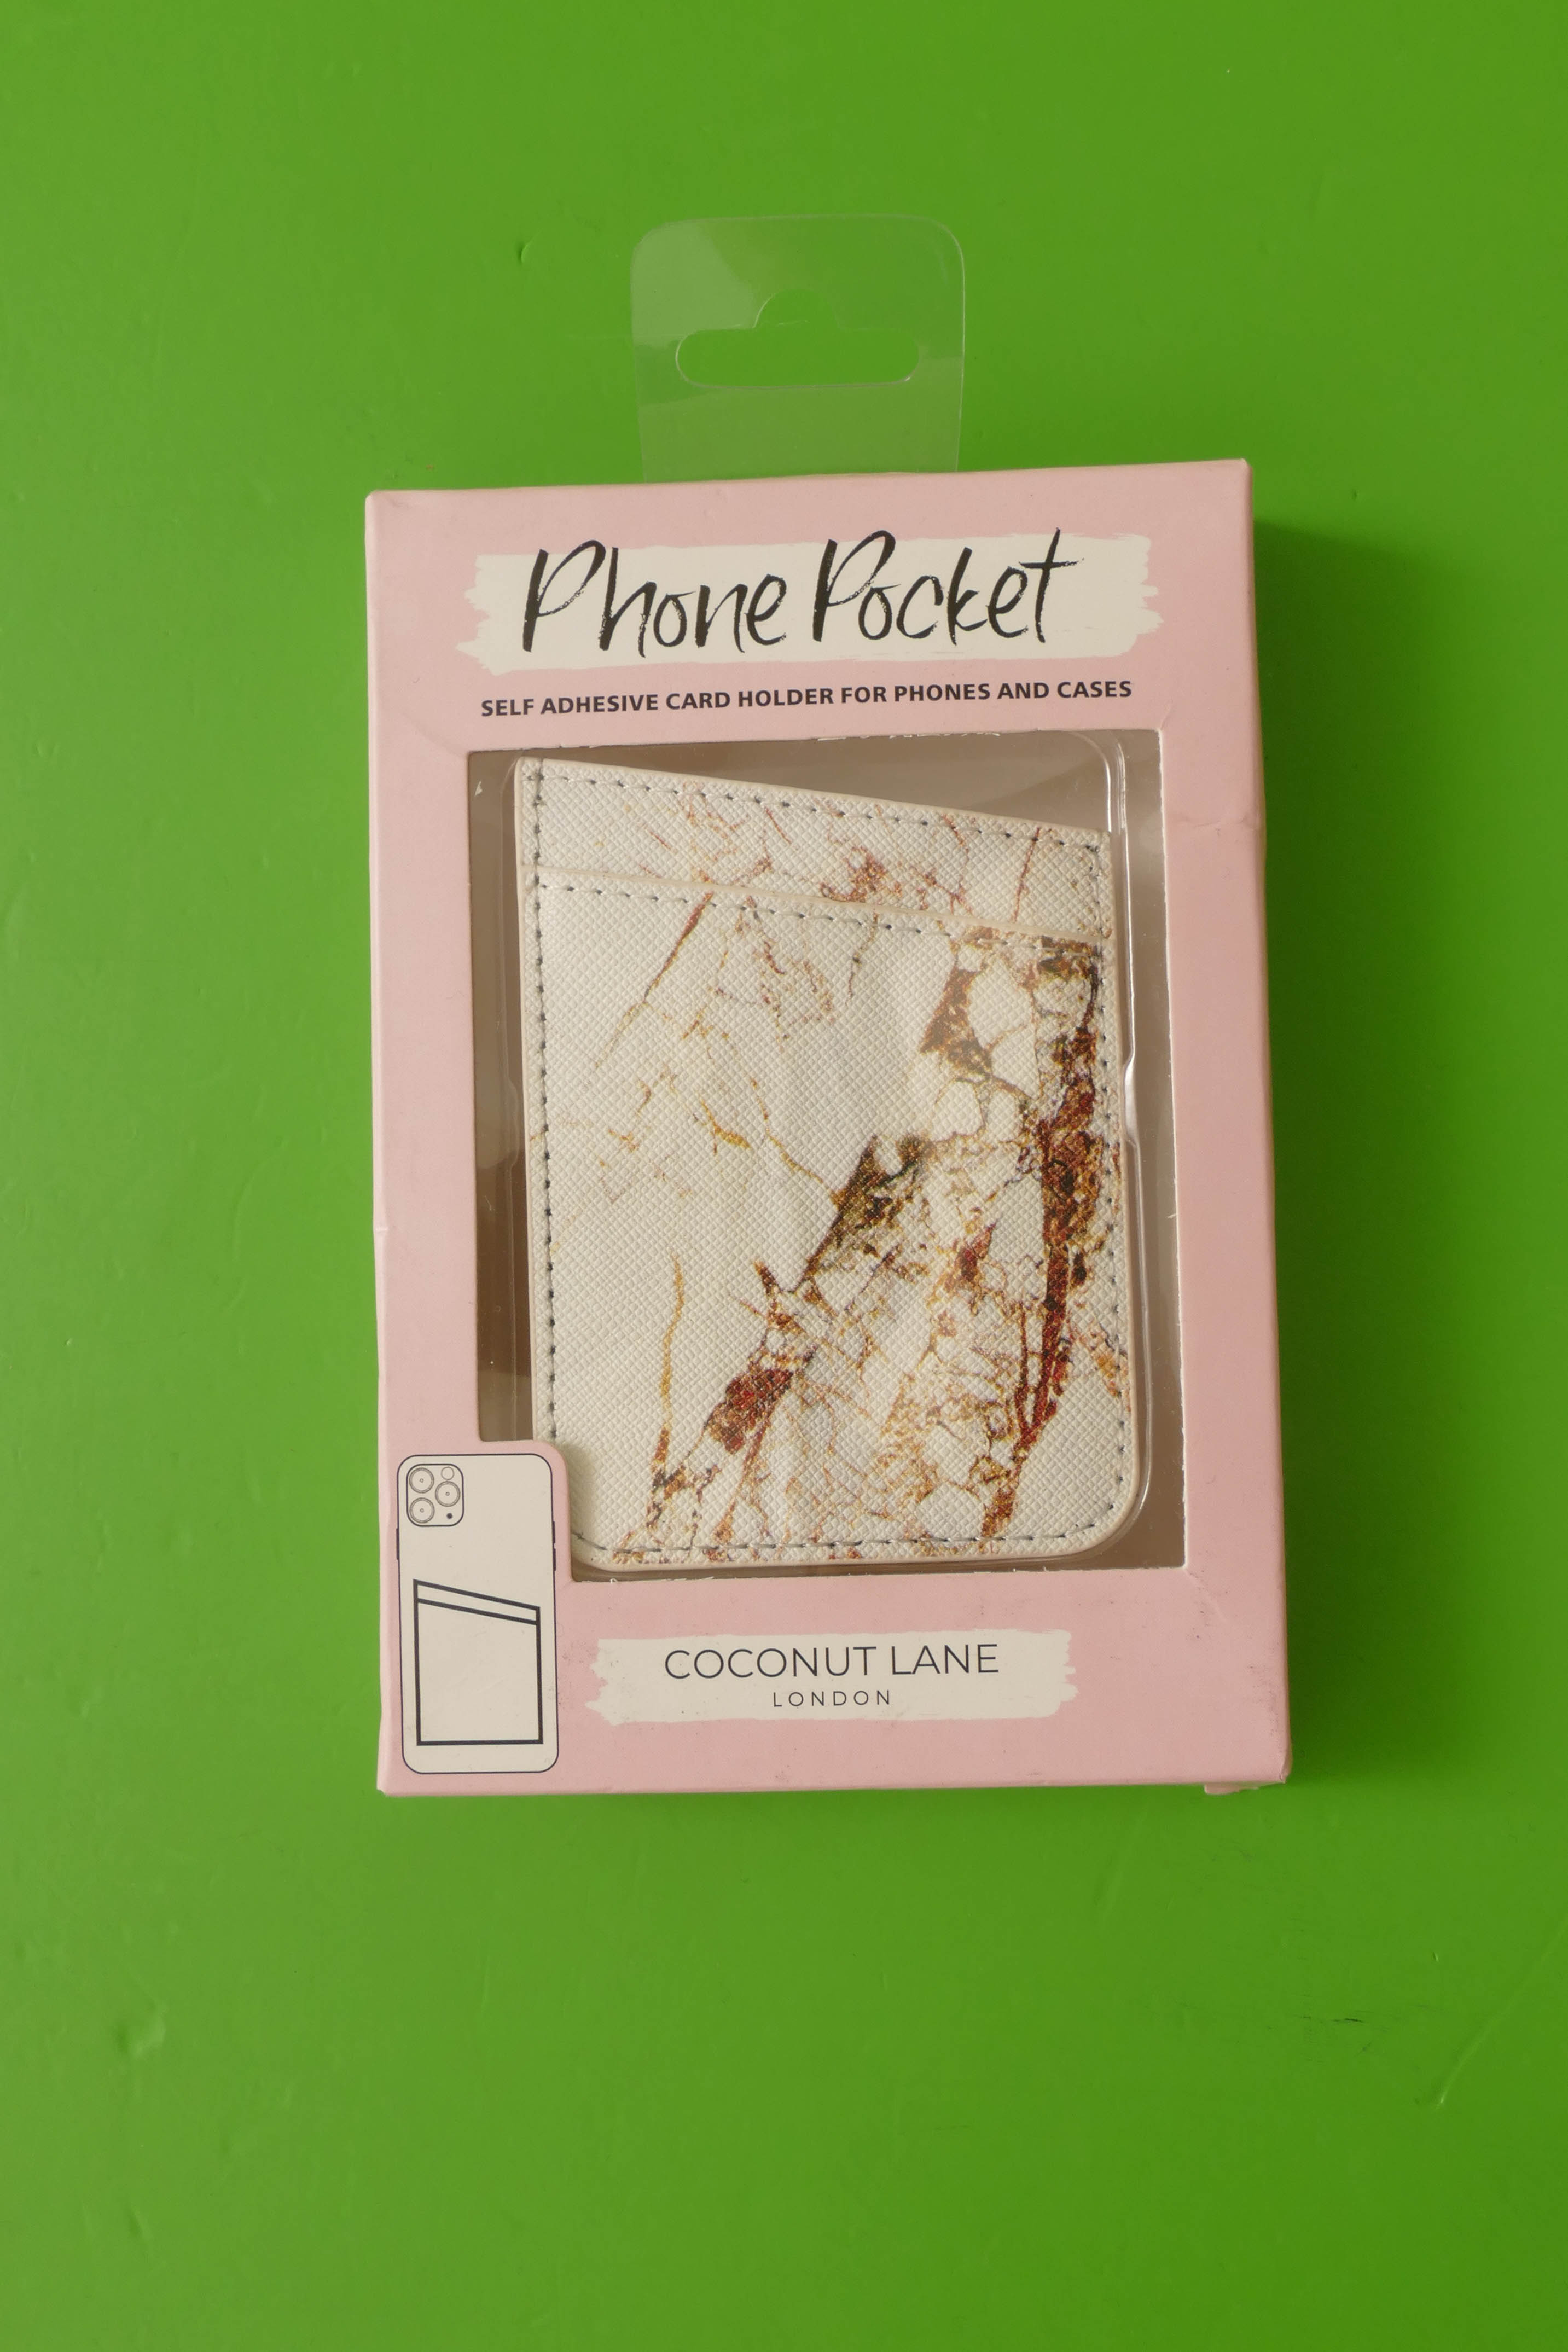 Phone Pocket
SELF ADHESIVE CARD HOLDER FOR PHONES AND CASES
COCONUT LANE
LONDON